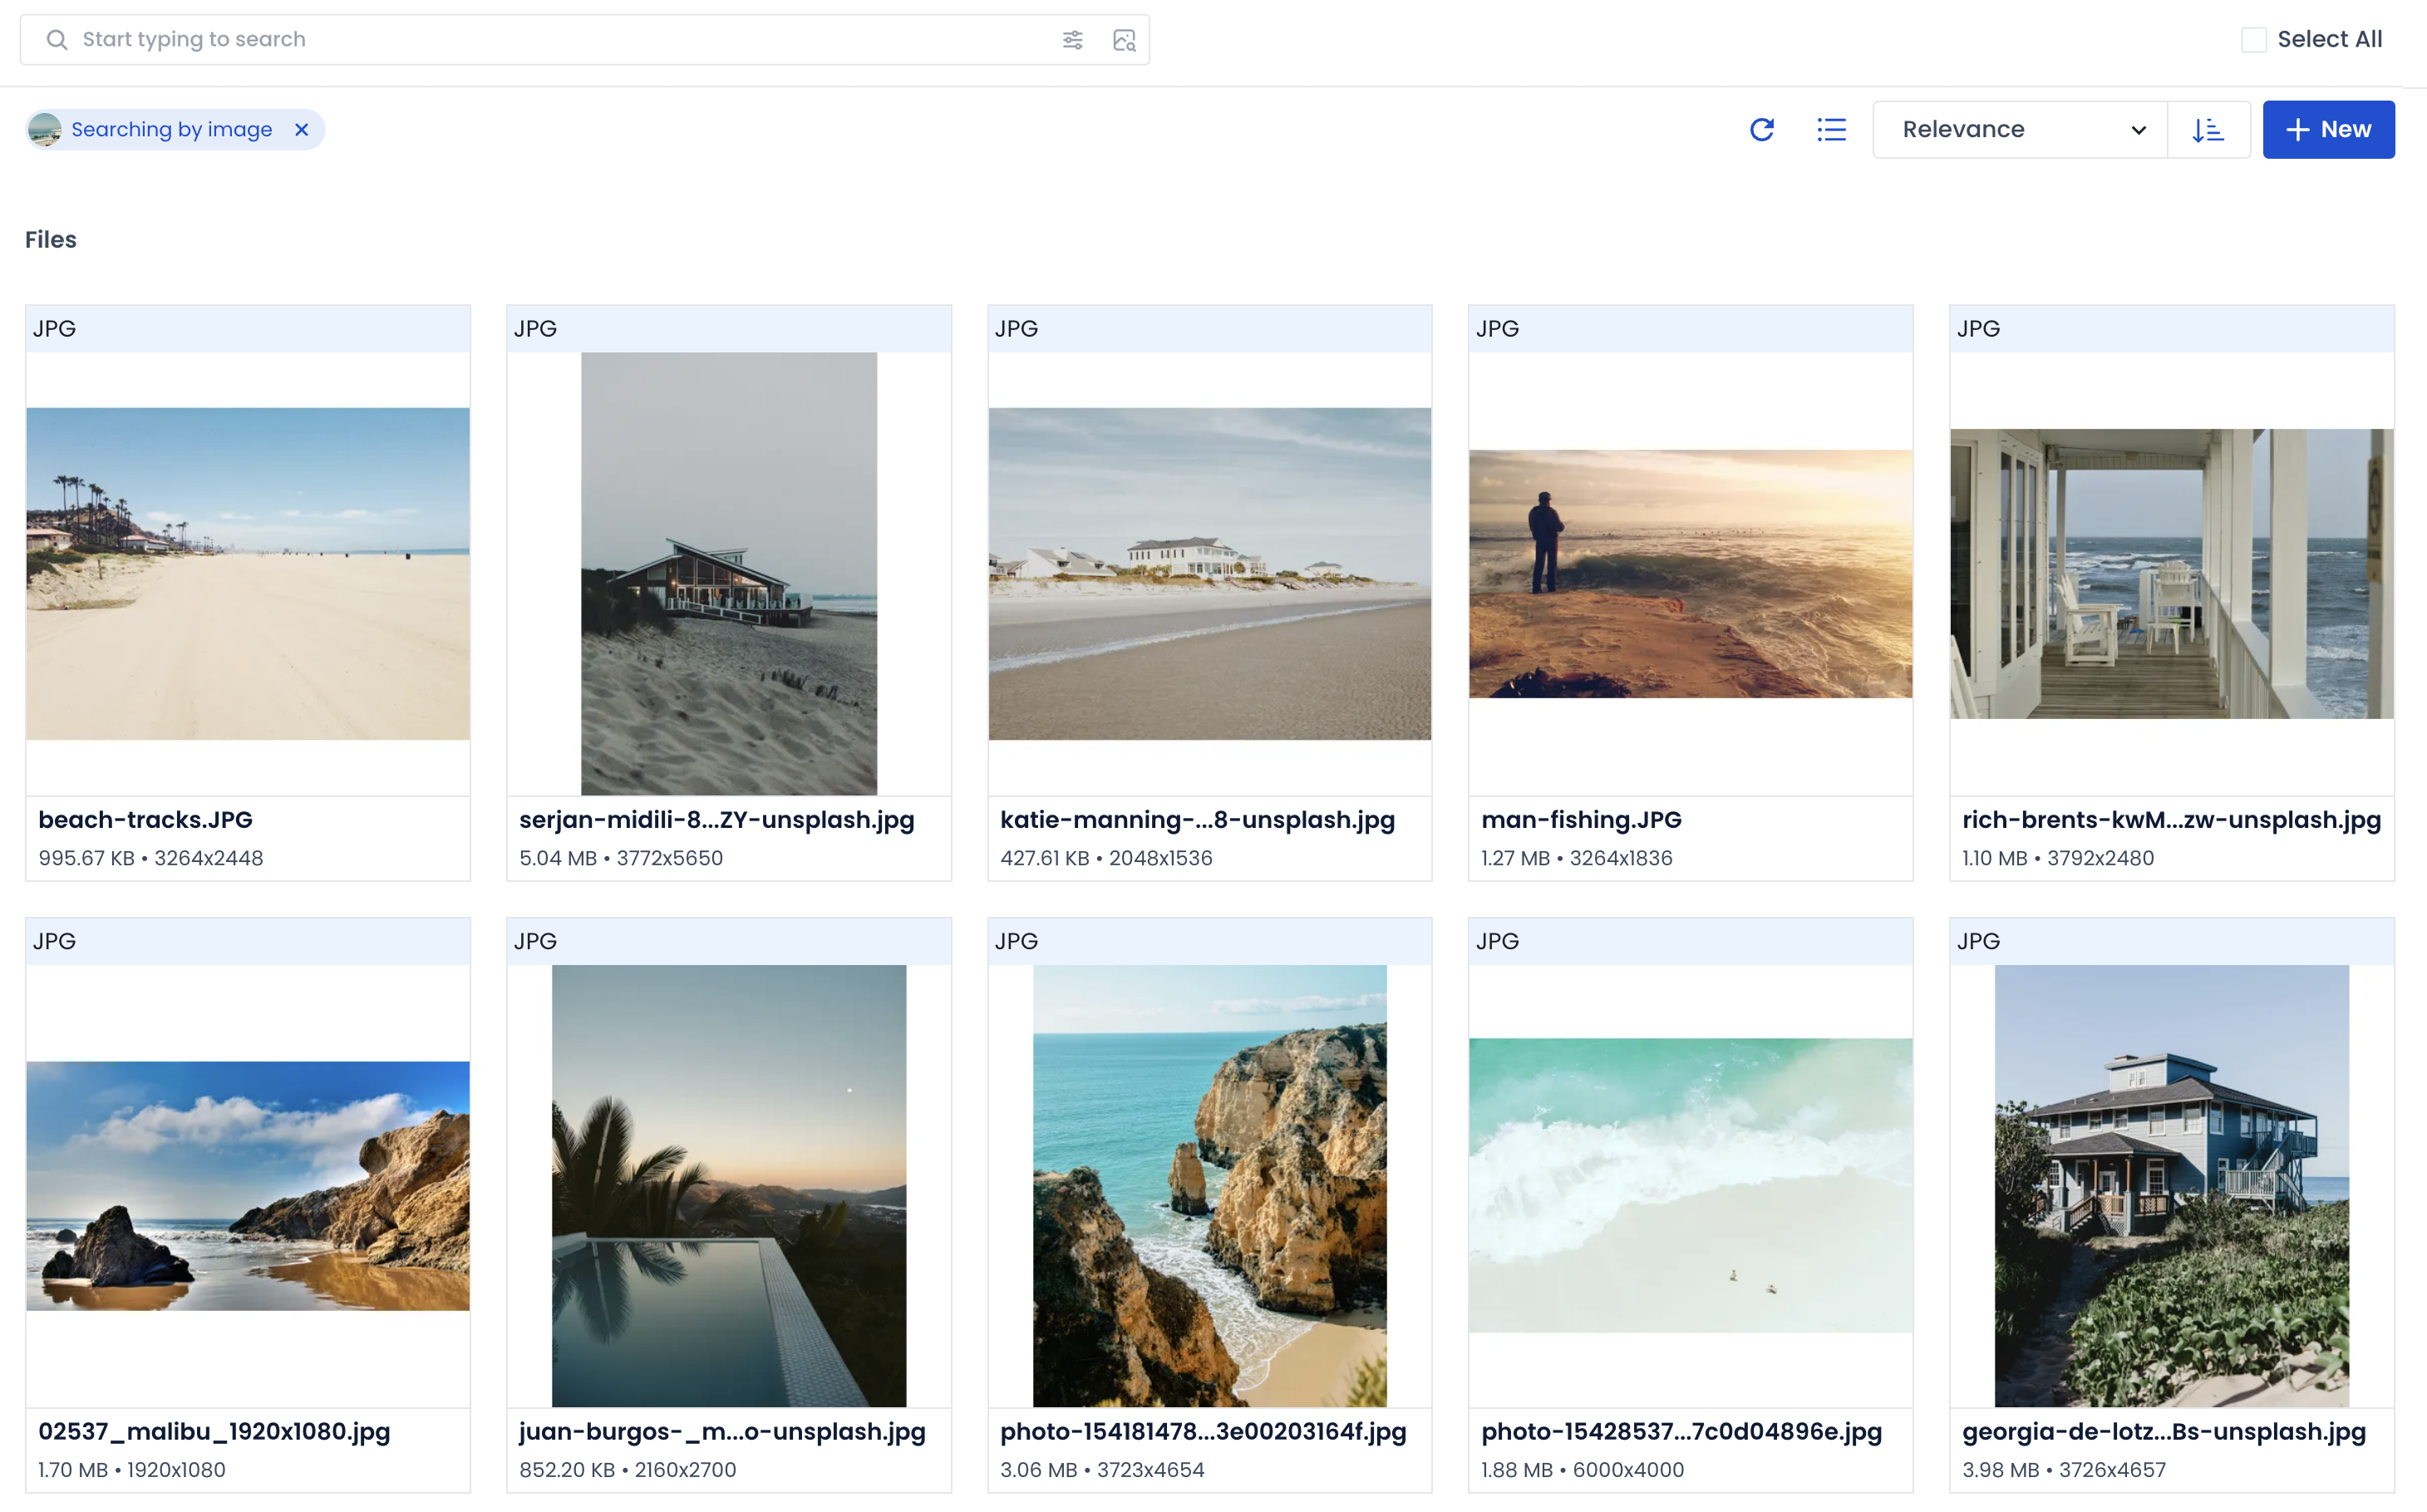 Start typing to search
Select All
Searching by image
Relevance
New
Files
JPG
JPG
JPG
JPG
JPG
beach-tracks.JPG
995.67 KB • 3264x2448
serjan-midili-8...ZY-unsplash.jpg
5.04 MB • 3772x5650
katie-manning-...8-unsplash.jpg
427.61 KB • 2048x1536
man-fishing.JPG
1.27 MB • 3264x1836
rich-brents-kwM...zw-unsplash.jpg
1.10 MB • 3792x2480
JPG
JPG
JPG
JPG
JPG
02537_malibu_1920x1080.jpg
1.70 MB • 1920x1080
juan-burgos-_m...o-unsplash.jpg
852.20 KB • 2160x2700
photo-154181478...3e00203164f.jpg
3.06 MB • 3723x4654
photo-15428537...7c0d04896e.jpg
1.88 MB • 6000x4000
georgia-de-lotz...Bs-unsplash.jpg
3.98 MB • 3726x4657